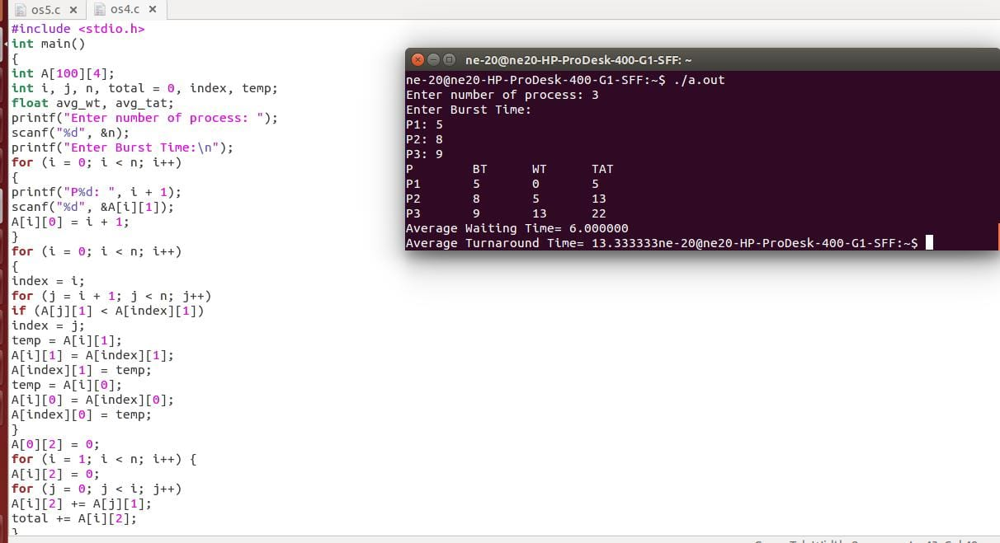 os5.c × os4.c ×
#include <stdio.h>
int main()
{
int A[100][4];
int i, j, n, total = 0, index, temp;
float avg_wt, avg_tat;
printf("Enter number of process: ");
scanf("%d", &n);
printf("Enter Burst Time:\n");
for (i = 0; i < n; i++)
{
printf("P%d: ", i + 1);
scanf("%d", &A[i][1]);
A[i][0] = i + 1;
}
for (i = 0; i < n; i++)
{
index = i;
for (j = i + 1; j < n; j++)
if (A[j][1] < A[index][1])
index = j;
temp = A[i][1];
A[i][1] = A[index][1];
A[index][1] = temp;
temp = A[i][0];
A[i][0] = A[index][0];
A[index][0] = temp;
}
A[0][2] = 0;
for (i = 1; i < n; i++) {
A[i][2] = 0;
for (j = 0; j < i; j++)
A[i][2] += A[j][1];
total += A[i][2];
}
ne-20@ne20-HP-ProDesk-400-G1-SFF: ~
ne-20@ne20-HP-ProDesk-400-G1-SFF:~$ ./a.out
Enter number of process: 3
Enter Burst Time:
P1: 5
P2: 8
P3: 9
P BT WT TAT
P1 5 0 5
P2 8 5 13
P3 9 13 22
Average Waiting Time= 6.000000
Average Turnaround Time= 13.333333ne-20@ne20-HP-ProDesk-400-G1-SFF:~$